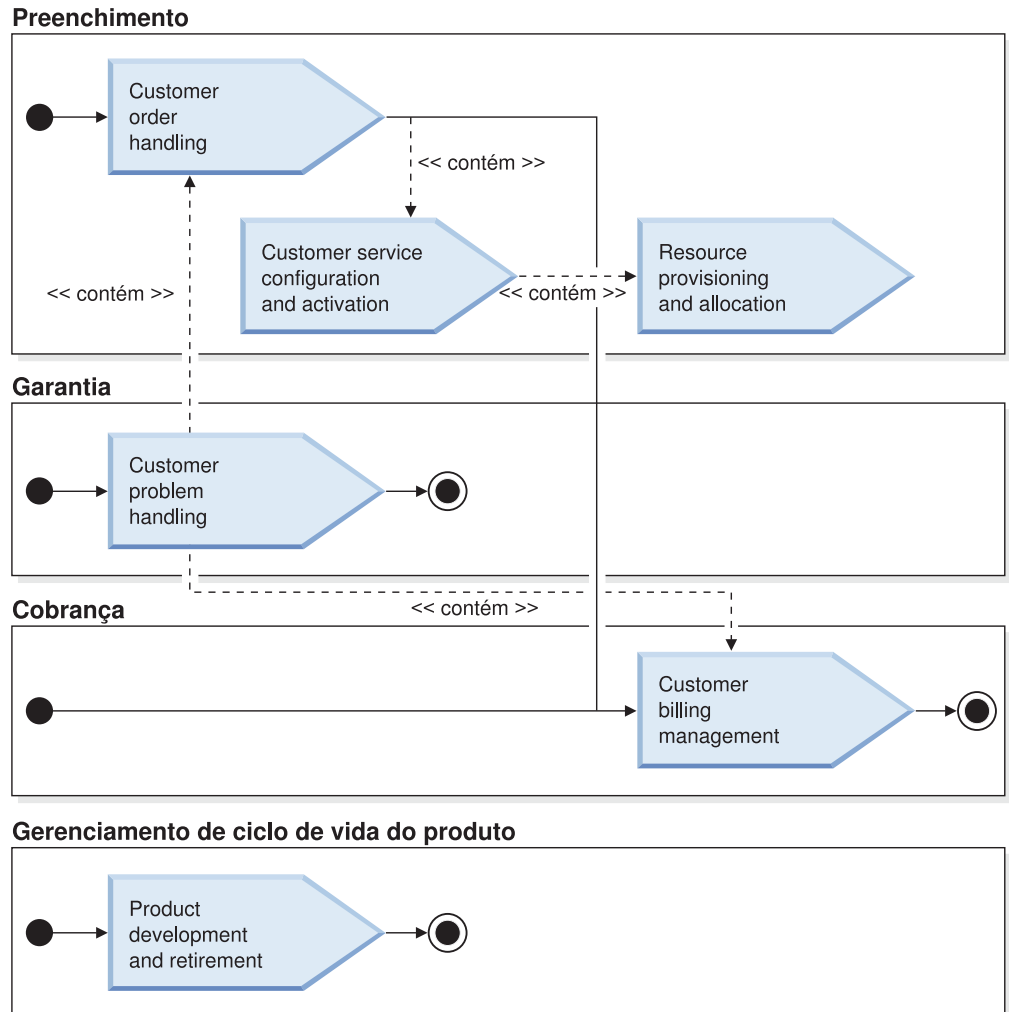 Preenchimento
Customer
order
handling
<< contém >>
Customer service
configuration
and activation
Resource
provisioning
and allocation
<< contém >>
<< contém >>
Garantia
Customer
problem
handling
<< contém >>
Cobrança
Customer
billing
management
Gerenciamento de ciclo de vida do produto
Product
development
and retirement